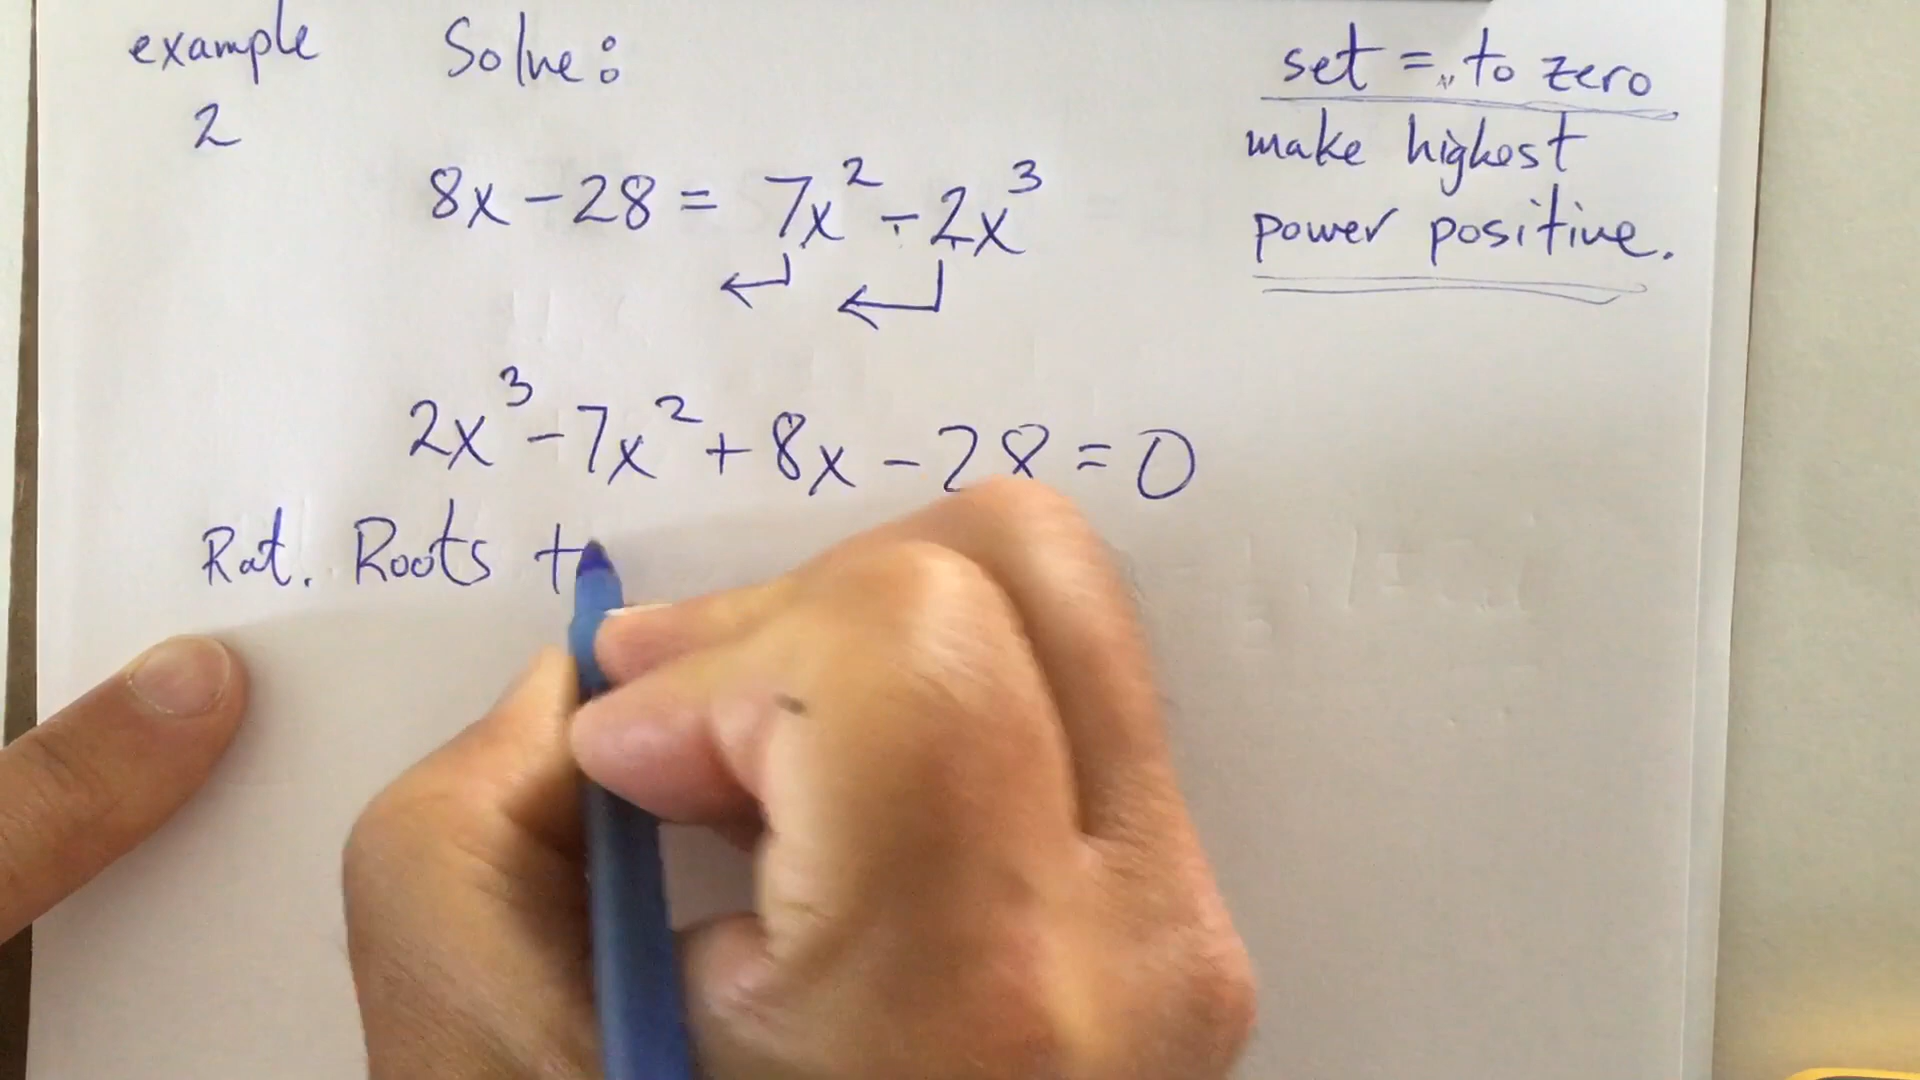 example Solve:
2
8x - 28 = 7x² - 2x³
2x³ - 7x² + 8x - 28 = 0
Rat. Roots t
set = to zero
make highest
power positive.